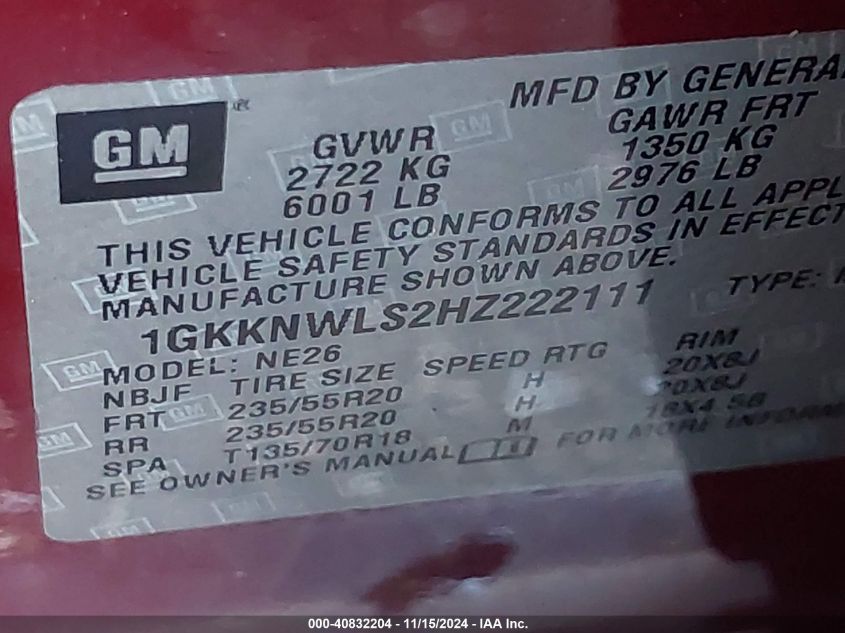 GM
MFD BY GENERA
GVWR GAWR FRT
2722 KG 1350 KG
6001 LB 2976 LB
THIS VEHICLE CONFORMS TO ALL APPL
VEHICLE SAFETY STANDARDS IN EFFECT
MANUFACTURE SHOWN ABOVE.
1GKKNWLS2HZ222111 TYPE:
MODEL: NE26
NBJF TIRE SIZE SPEED RTG RIM
FRT 235/55R20 H 20X8J
RR 235/55R20 H 20X8J
SPA T135/70R18 M 18X4.5B
SEE OWNER'S MANUAL FOR MORE INFORM
000-40832204 - 11/15/2024 - IAA Inc.